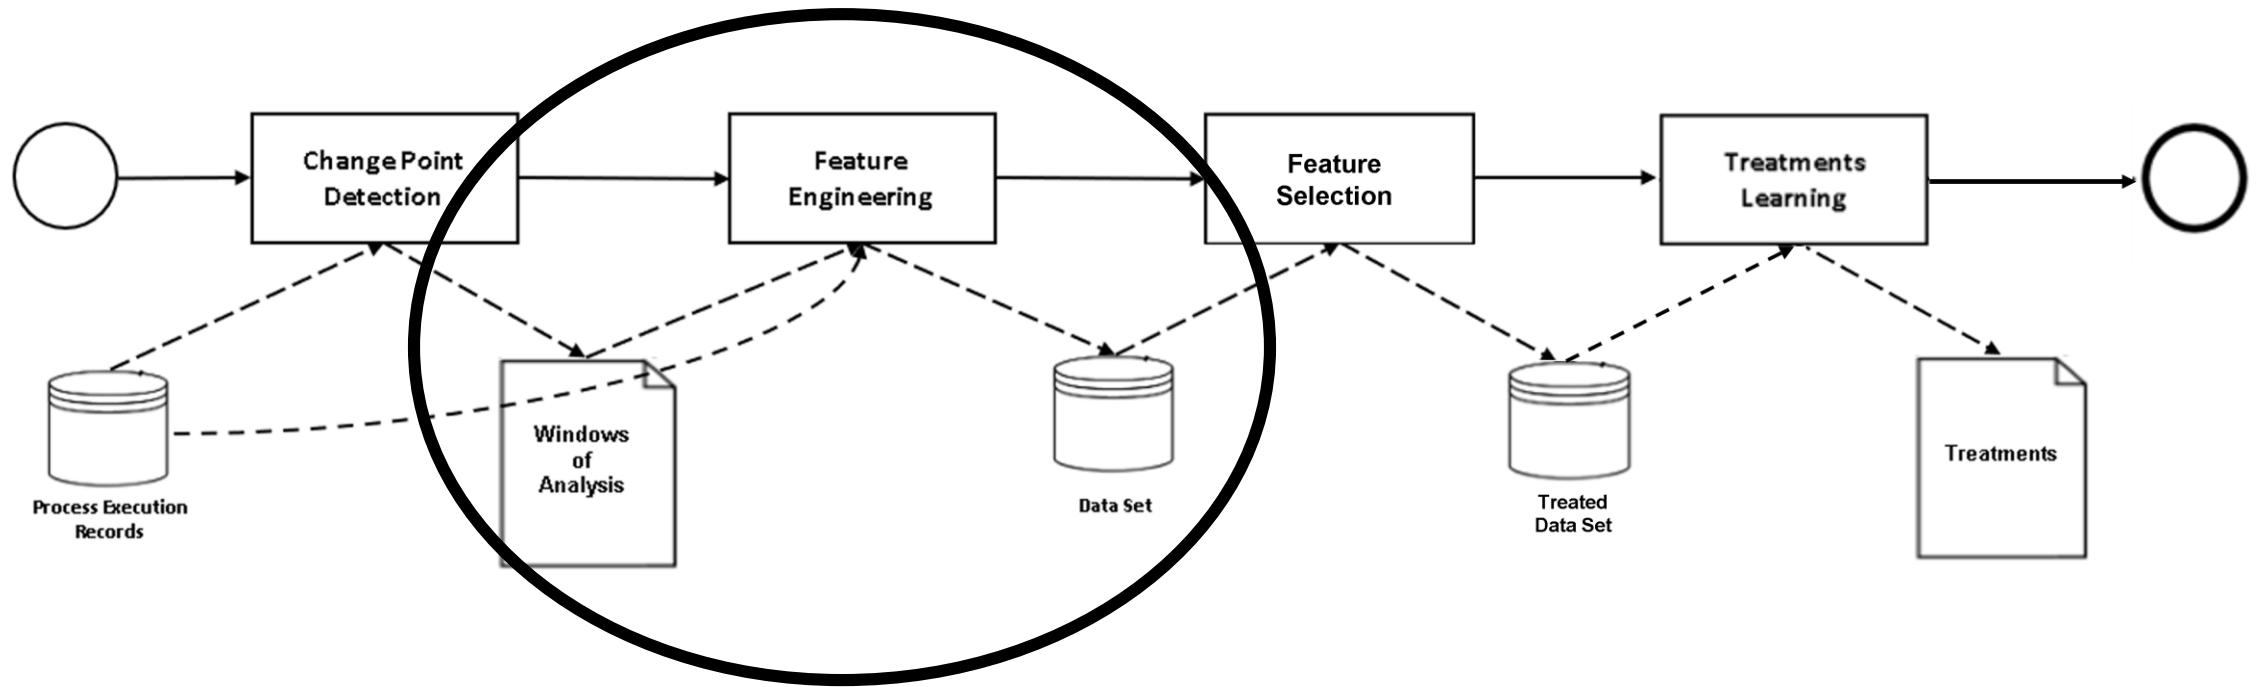 Change Point
Detection
Feature
Engineering
Feature
Selection
Treatments
Learning
Process Execution
Records
Windows
of
Analysis
Data Set
Treated
Data Set
Treatments